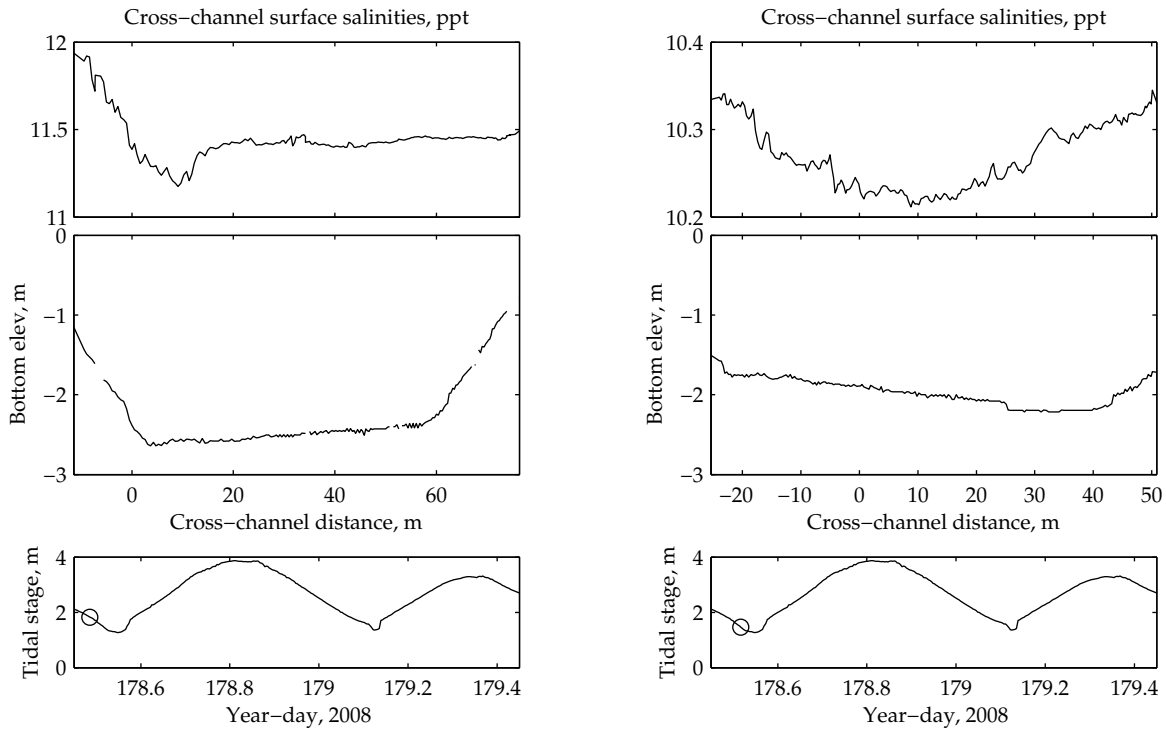 Cross−channel surface salinities, ppt
12
11.5
11
0
−1
−2
−3
Bottom elev, m
0 20 40 60
Cross−channel distance, m
4
2
0
Tidal stage, m
178.6 178.8 179 179.2 179.4
Year−day, 2008
Cross−channel surface salinities, ppt
10.4
10.3
10.2
0
−1
−2
−3
Bottom elev, m
−20 −10 0 10 20 30 40 50
Cross−channel distance, m
4
2
0
Tidal stage, m
178.6 178.8 179 179.2 179.4
Year−day, 2008